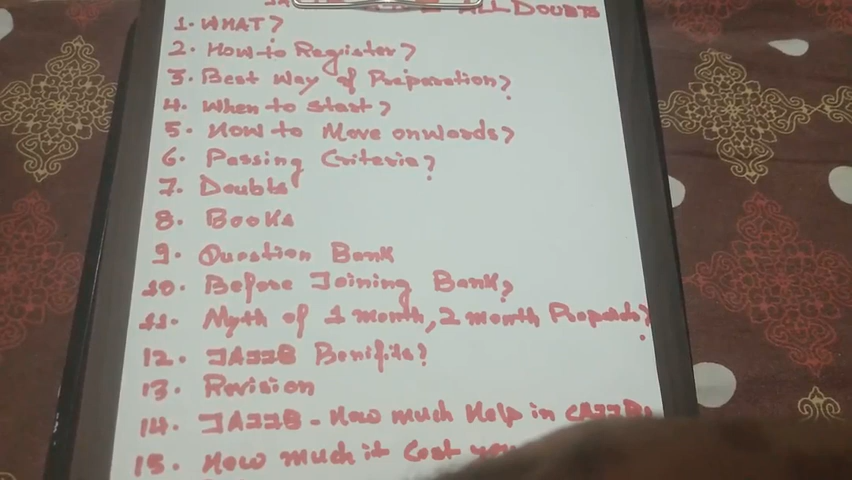 ALL DOUBTS
1. WHAT?
2. How to Register?
3. Best Way of Preparation?
4. When to start?
5. How to Move onwards?
6. Passing Criteria?
7. Doubts
8. Books
9. Question Bank
10. Before Joining Bank?
11. Myth of 1 month, 2 month
12. JAIIB Benifits?
13. Revision
14. JAIIB - How much Help in CAIIB?
15. How much it Cost you